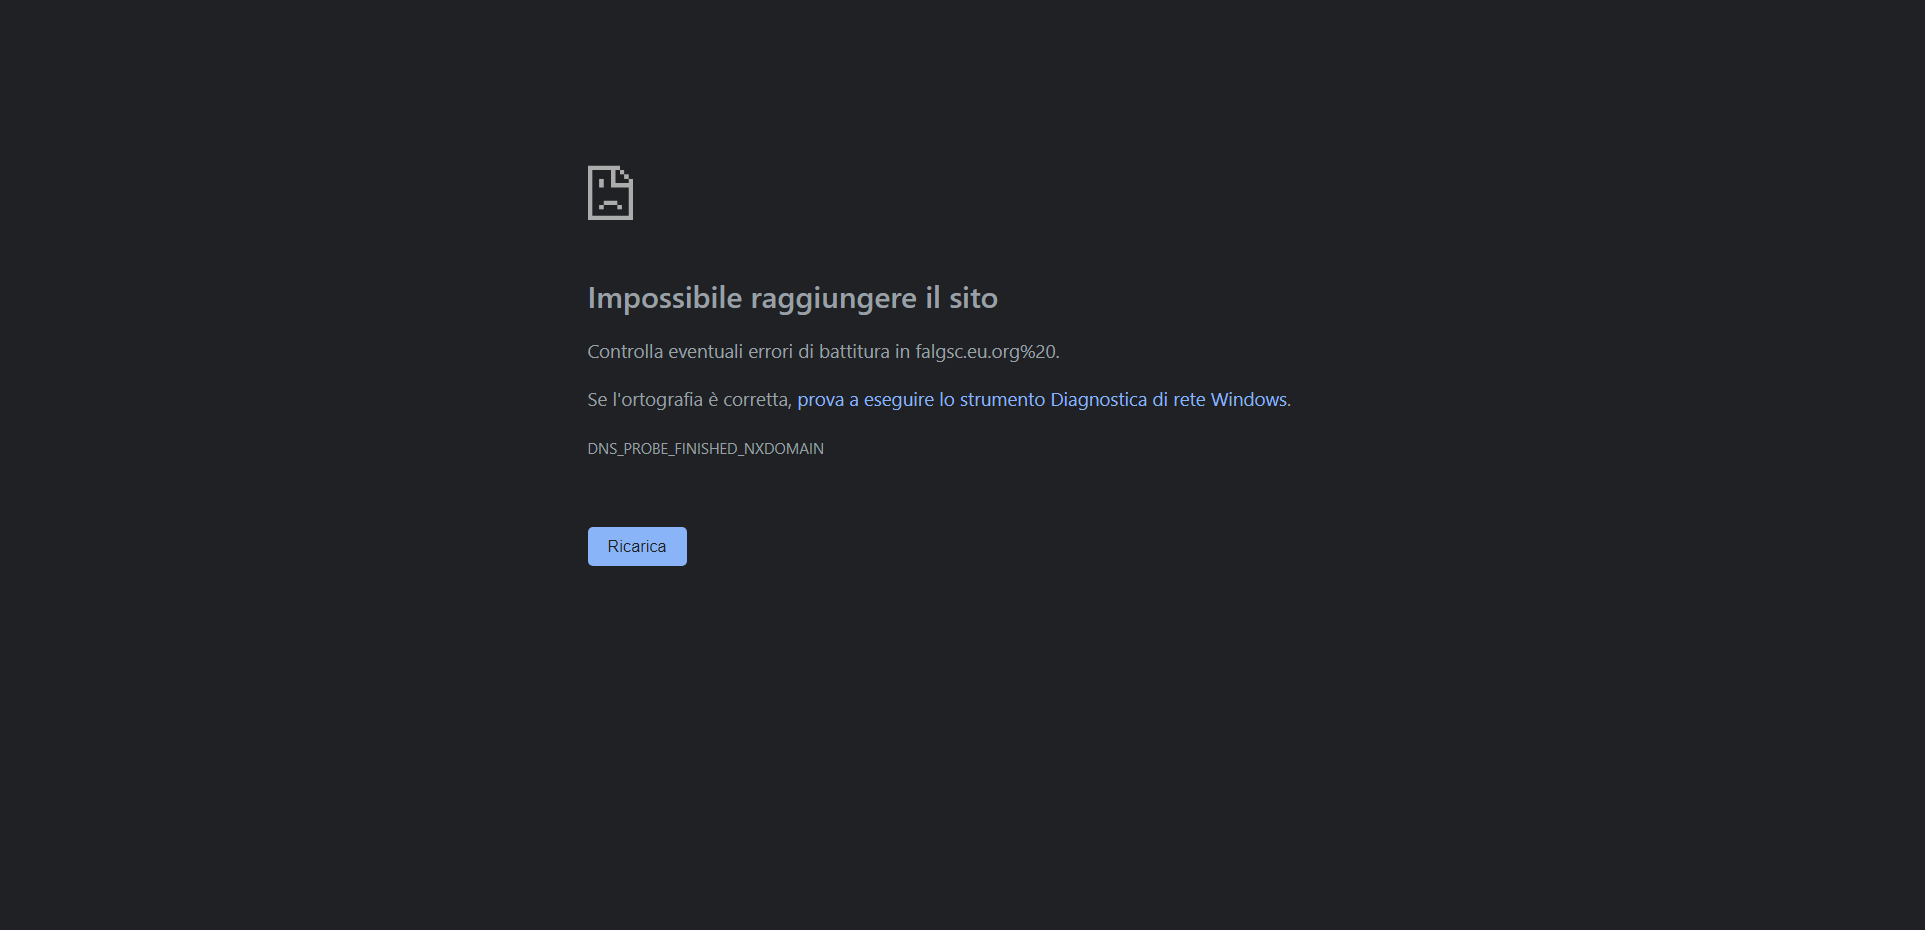 Impossibile raggiungere il sito
Controlla eventuali errori di battitura in falgsc.eu.org%20.
Se l'ortografia è corretta, prova a eseguire lo strumento Diagnostica di rete Windows.
DNS_PROBE_FINISHED_NXDOMAIN
Ricarica